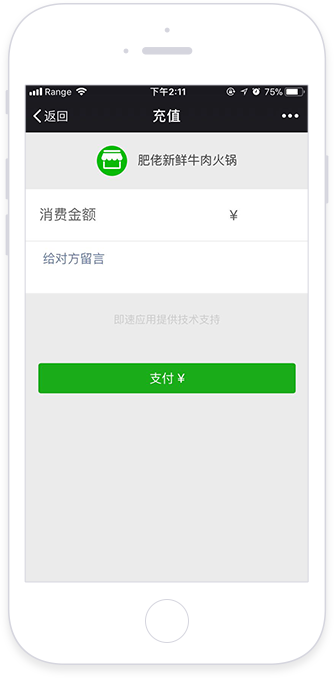 Range 下午2:11 75%
返回 充值
肥佬新鲜牛肉火锅
消费金额 ¥
给对方留言
即速应用提供技术支持
支付 ¥